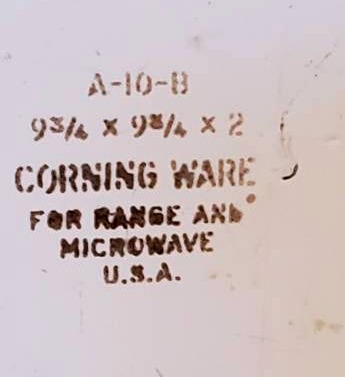 A-10-B
9¾ x 9¾ x 2
CORNING WARE
FOR RANGE AND
MICROWAVE
U.S.A.